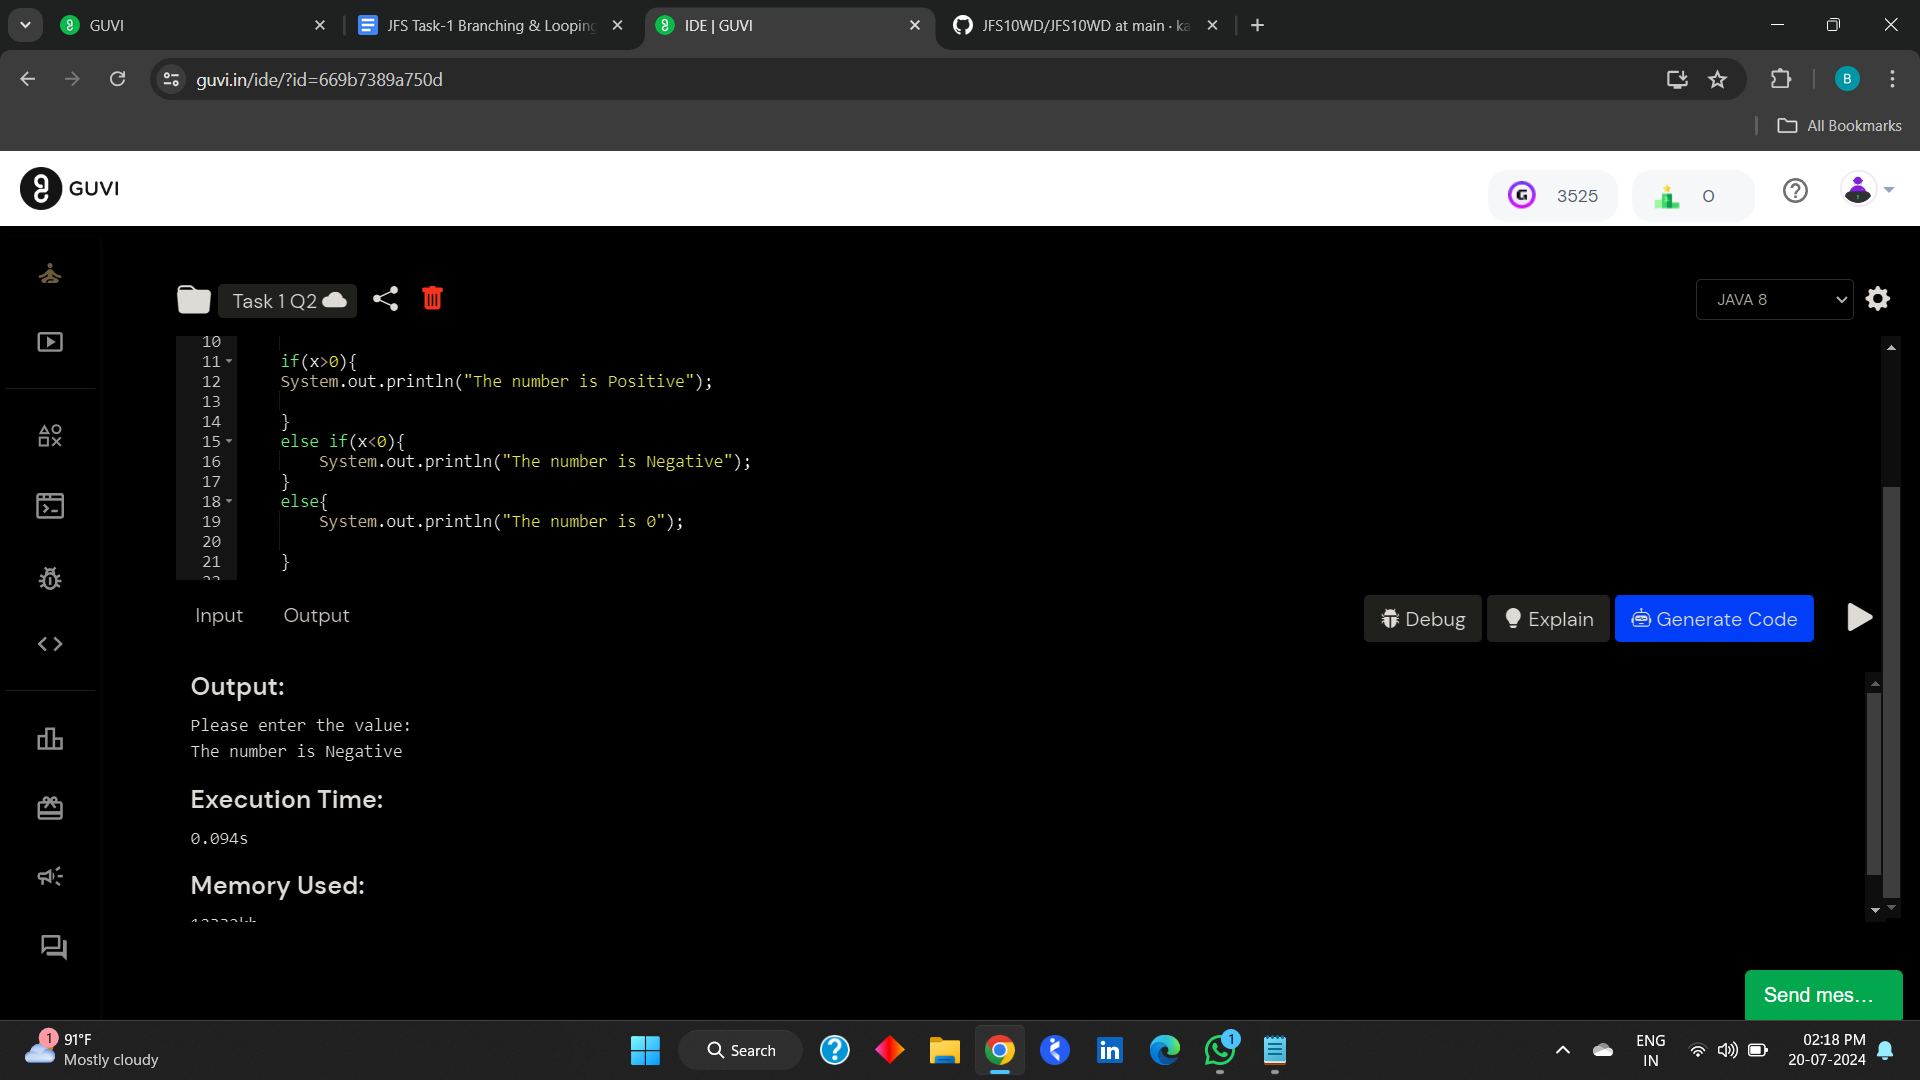 GUVI
JFS Task-1 Branching & Looping
IDE | GUVI
JFS10WD/JFS10WD at main · ka
guvi.in/ide/?id=669b7389a750d
B
All Bookmarks
GUVI
G
3525
0
Task 1 Q2
JAVA 8
10
11 if(x>0){
12 System.out.println("The number is Positive");
13
14 }
15 else if(x<0){
16 System.out.println("The number is Negative");
17 }
18 else{
19 System.out.println("The number is 0");
20
21 }
Input
Output
Debug
Explain
Generate Code
Output:
Please enter the value:
The number is Negative
Execution Time:
0.094s
Memory Used:
Send mes...
1
91°F
Mostly cloudy
Search
in
1
ENG
IN
02:18 PM
20-07-2024